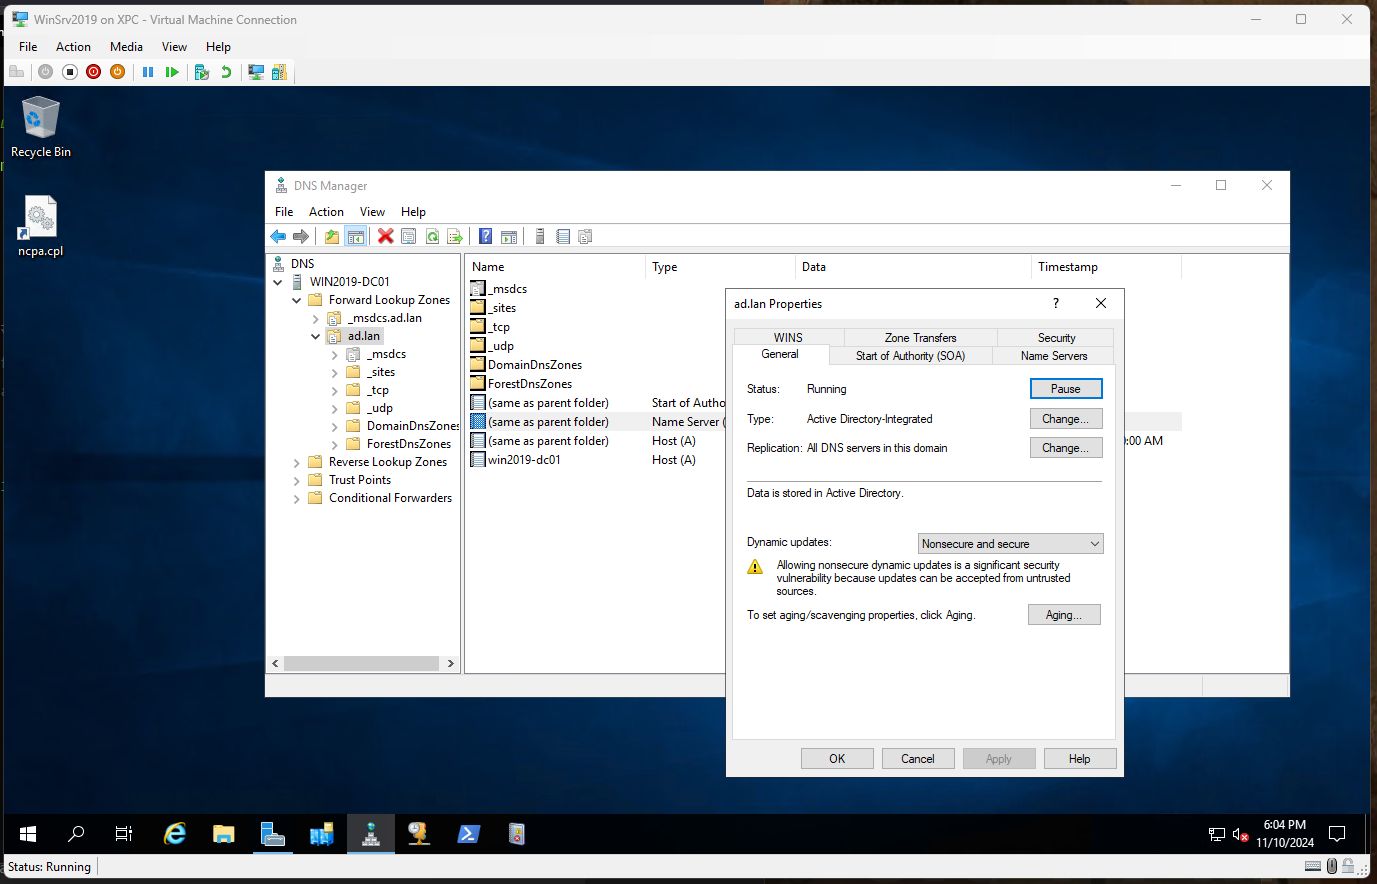 WinSrv2019 on XPC - Virtual Machine Connection
File Action Media View Help
Recycle Bin
ncpa.cpl
DNS Manager
File Action View Help
DNS
WIN2019-DC01
Forward Lookup Zones
_msdcs.ad.lan
ad.lan
_msdcs
_sites
_tcp
_udp
DomainDnsZones
ForestDnsZones
Reverse Lookup Zones
Trust Points
Conditional Forwarders
Name Type Data Timestamp
_msdcs
_sites
_tcp
_udp
DomainDnsZones
ForestDnsZones
(same as parent folder) Start of Autho
(same as parent folder) Name Server (
(same as parent folder) Host (A) :00 AM
win2019-dc01 Host (A)
ad.lan Properties ?
WINS Zone Transfers Security
General Start of Authority (SOA) Name Servers
Status: Running Pause
Type: Active Directory-Integrated Change...
Replication: All DNS servers in this domain Change...
Data is stored in Active Directory.
Dynamic updates: Nonsecure and secure
Allowing nonsecure dynamic updates is a significant security
vulnerability because updates can be accepted from untrusted
sources.
To set aging/scavenging properties, click Aging. Aging...
OK Cancel Apply Help
6:04 PM
11/10/2024
Status: Running